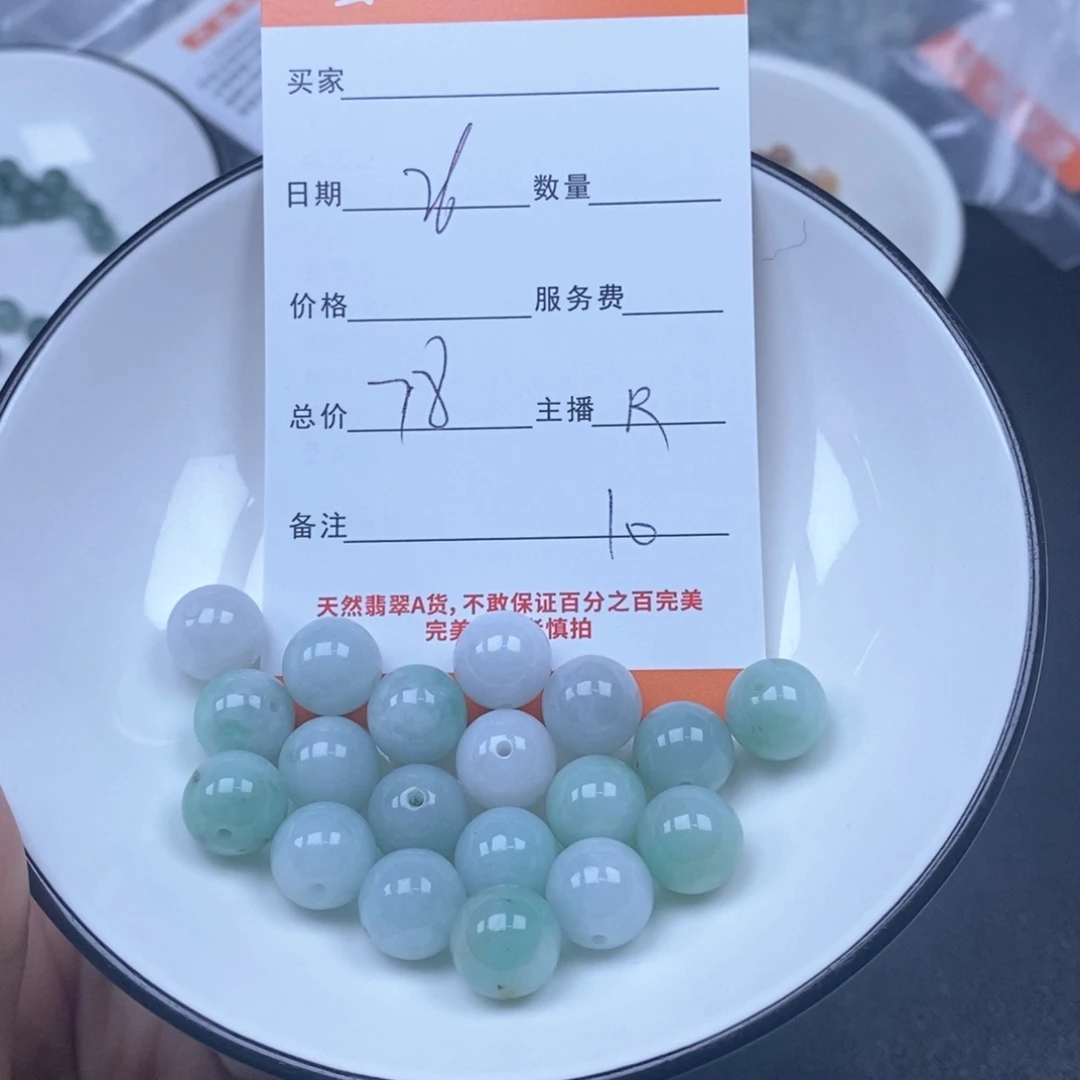 买家
日期 26 数量
价格 服务费
总价 78 主播 R
备注 10
天然翡翠A货,不敢保证百分之百完美
完美 慎拍